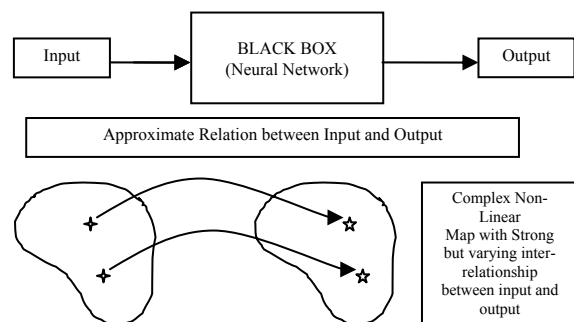 Input
BLACK BOX
(Neural Network)
Output
Approximate Relation between Input and Output
Complex Non-
Linear
Map with Strong
but varying inter-
relationship
between input and
output